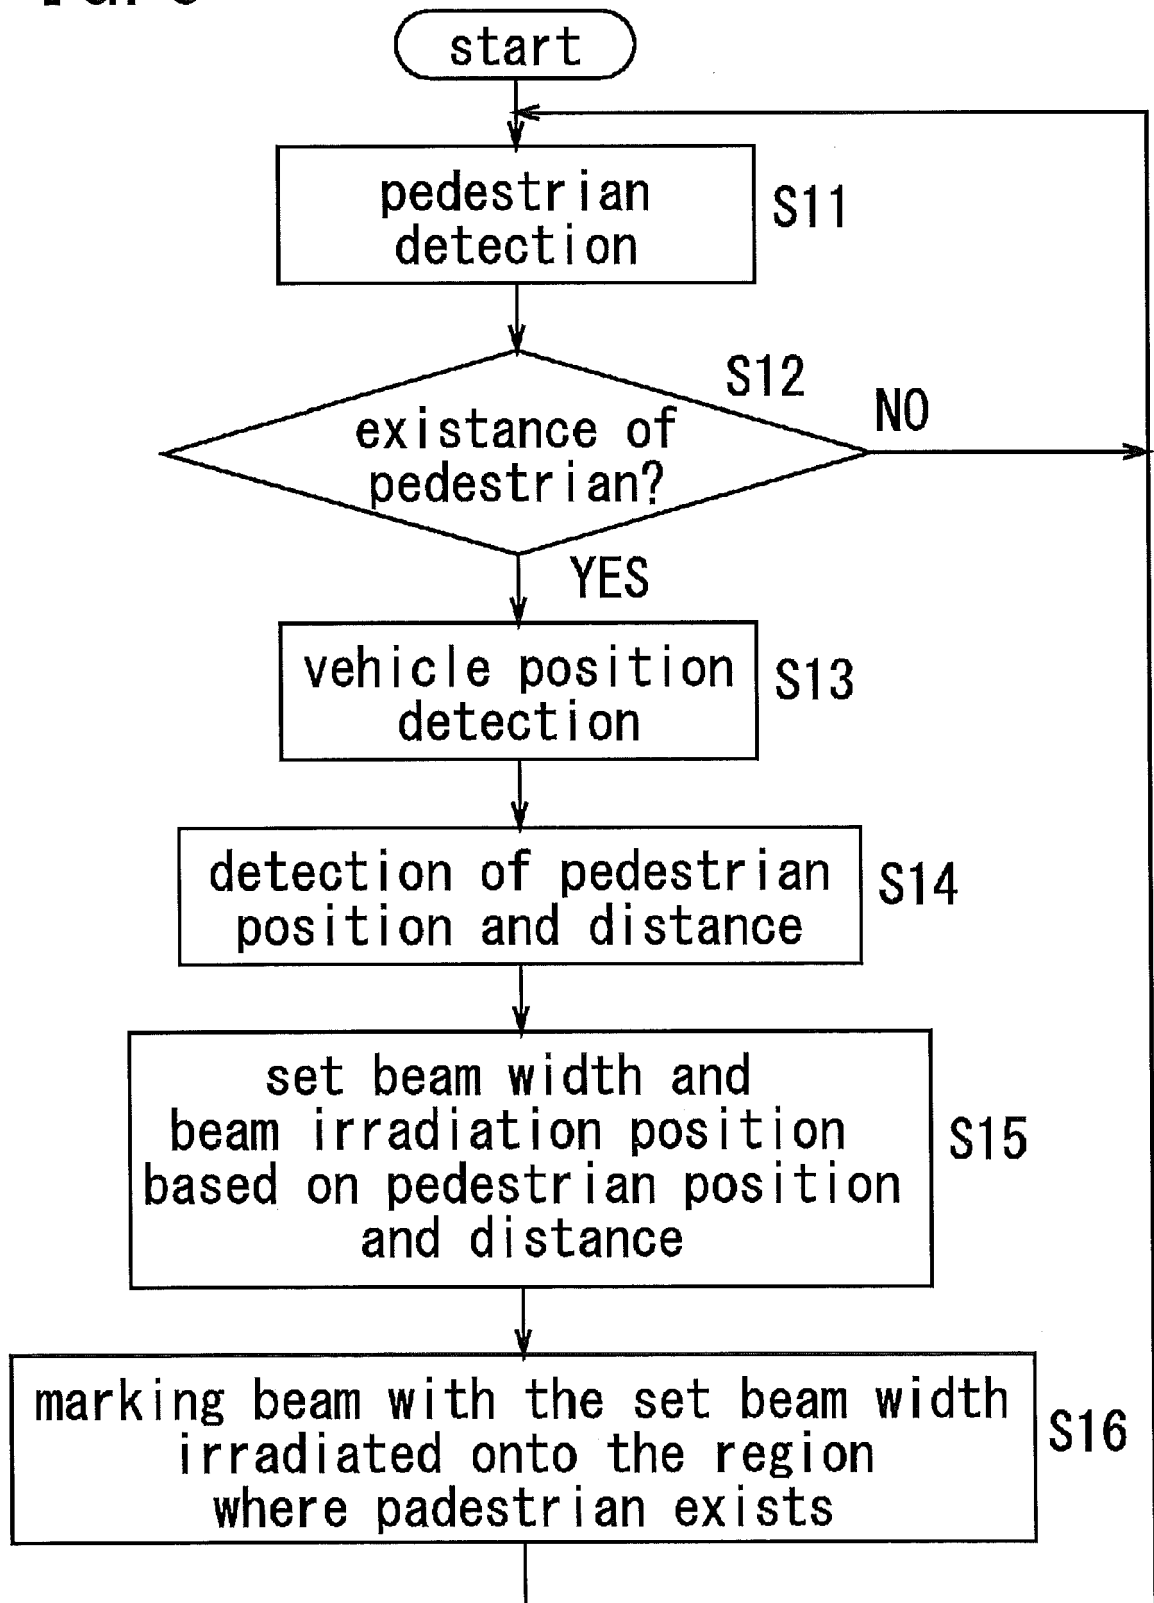 start
pedestrian
detection
S11
S12
existance of
pedestrian?
NO
YES
vehicle position
detection
S13
detection of pedestrian
position and distance
S14
set beam width and
beam irradiation position
based on pedestrian position
and distance
S15
marking beam with the set beam width
irradiated onto the region
where padestrian exists
S16